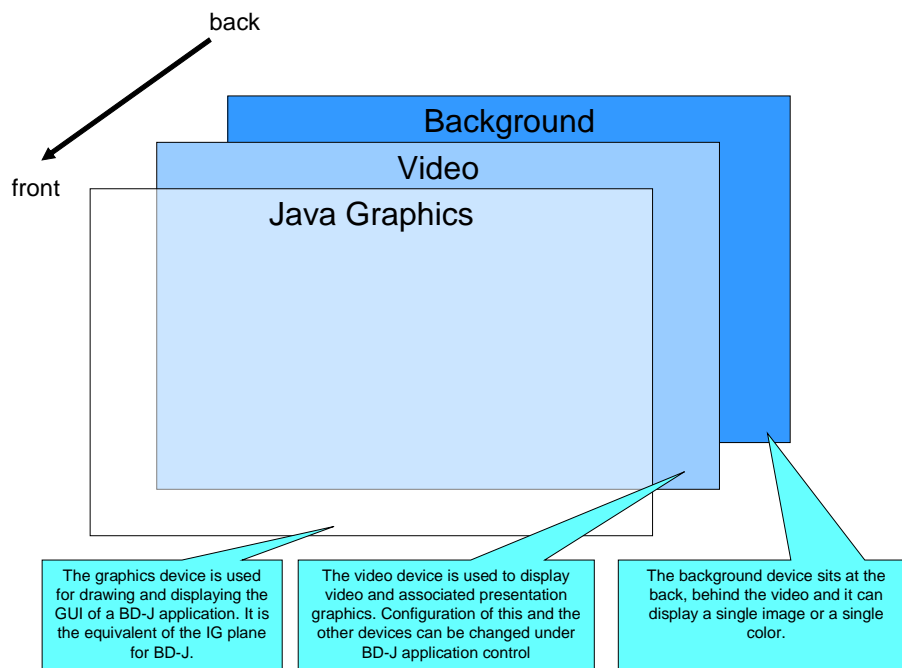 back
Background
Video
front
Java Graphics
The graphics device is used
for drawing and displaying the
GUI of a BD-J application. It is
the equivalent of the IG plane
for BD-J.
The video device is used to display
video and associated presentation
graphics. Configuration of this and the
other devices can be changed under
BD-J application control
The background device sits at the
back, behind the video and it can
display a single image or a single
color.